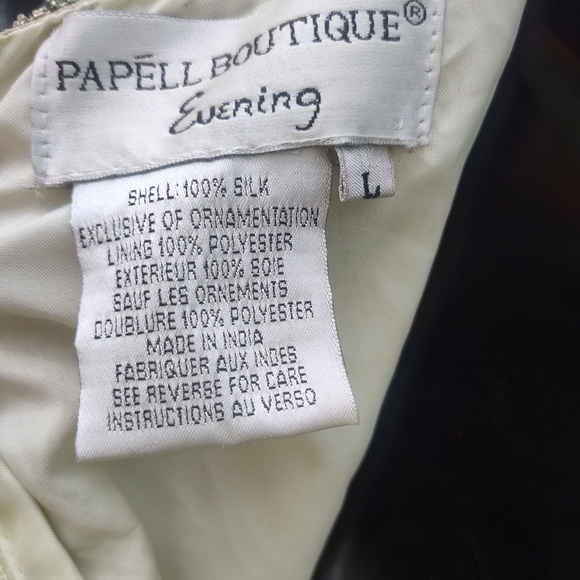 PAPĒLL BOUTIQUE®
Evening
L
SHELL: 100% SILK
EXCLUSIVE OF ORNAMENTATION
LINING 100% POLYESTER
EXTERIEUR 100% SOIE
SAUF LES ORNEMENTS
DOUBLURE 100% POLYESTER
MADE IN INDIA
FABRIQUER AUX INDES
SEE REVERSE FOR CARE
INSTRUCTIONS AU VERSO